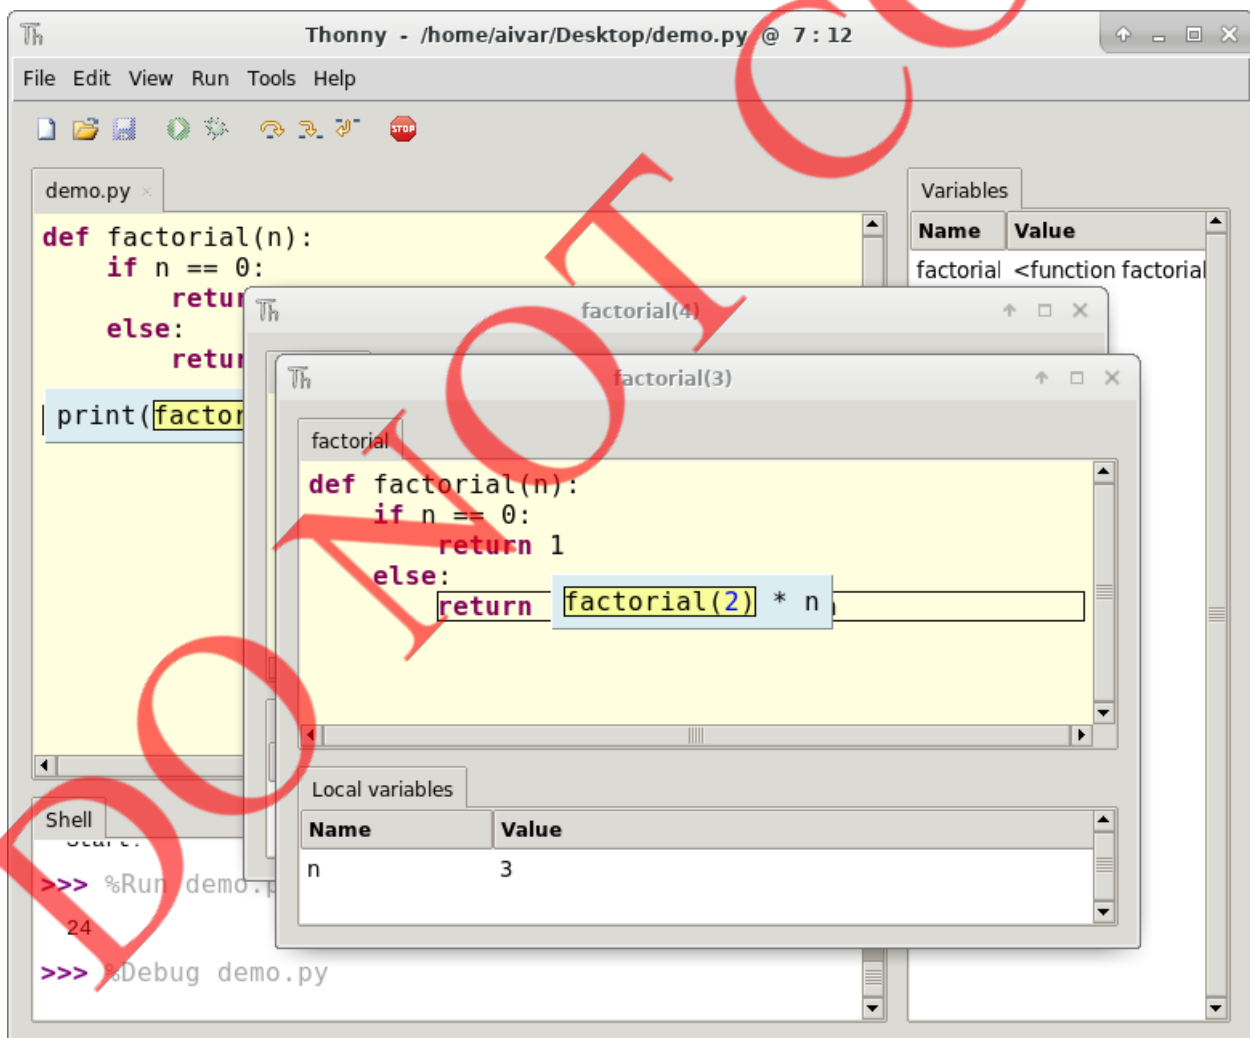 Thonny - /home/aivar/Desktop/demo.py @ 7 : 12
File Edit View Run Tools Help
STOP
demo.py
def factorial(n):
if n == 0:
retur
else:
retur
print(factor
Variables
Name Value
factorial <function factorial
factorial(4)
factorial(3)
factorial
def factorial(n):
if n == 0:
return 1
else:
return factorial(2) * n
Local variables
Name Value
n 3
Shell
>>> %Run demo.p
24
>>> %Debug demo.py
DO NOT CO